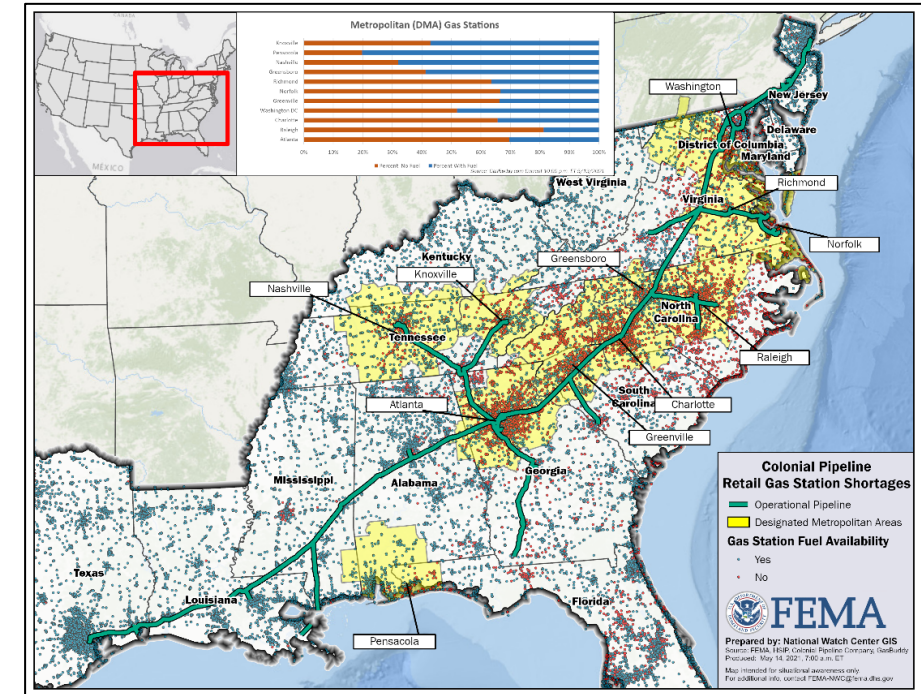 Metropolitan (DMA) Gas Stations
Knoxville
Pensacola
Nashville
Greensboro
Richmond
Norfolk
Greenville
Washington DC
Charlotte
Raleigh
Atlanta
0% 10% 20% 30% 40% 50% 60% 70% 80% 90% 100%
Percent No Fuel Percent With Fuel
MÉXICO
Washington
New Jersey
Delaware
District of Columbia
Maryland
West Virginia
Richmond
Virginia
Norfolk
Kentucky
Greensboro
Knoxville
Nashville
North
Carolina
Tennessee
Raleigh
South
Carolina
Atlanta
Charlotte
Greenville
Georgia
Mississippi
Alabama
Texas
Louisiana
Florida
Pensacola
Colonial Pipeline
Retail Gas Station Shortages
Operational Pipeline
Designated Metropolitan Areas
Gas Station Fuel Availability
Yes
No
FEMA
Prepared by: National Watch Center GIS
Source: FEMA, HSIP, Colonial Pipeline Company, GasBuddy
Produced: May 14, 2021, 7:00 a.m. ET
Map intended for situational awareness only
For additional info, contact FEMA-NWC@fema.dhs.gov